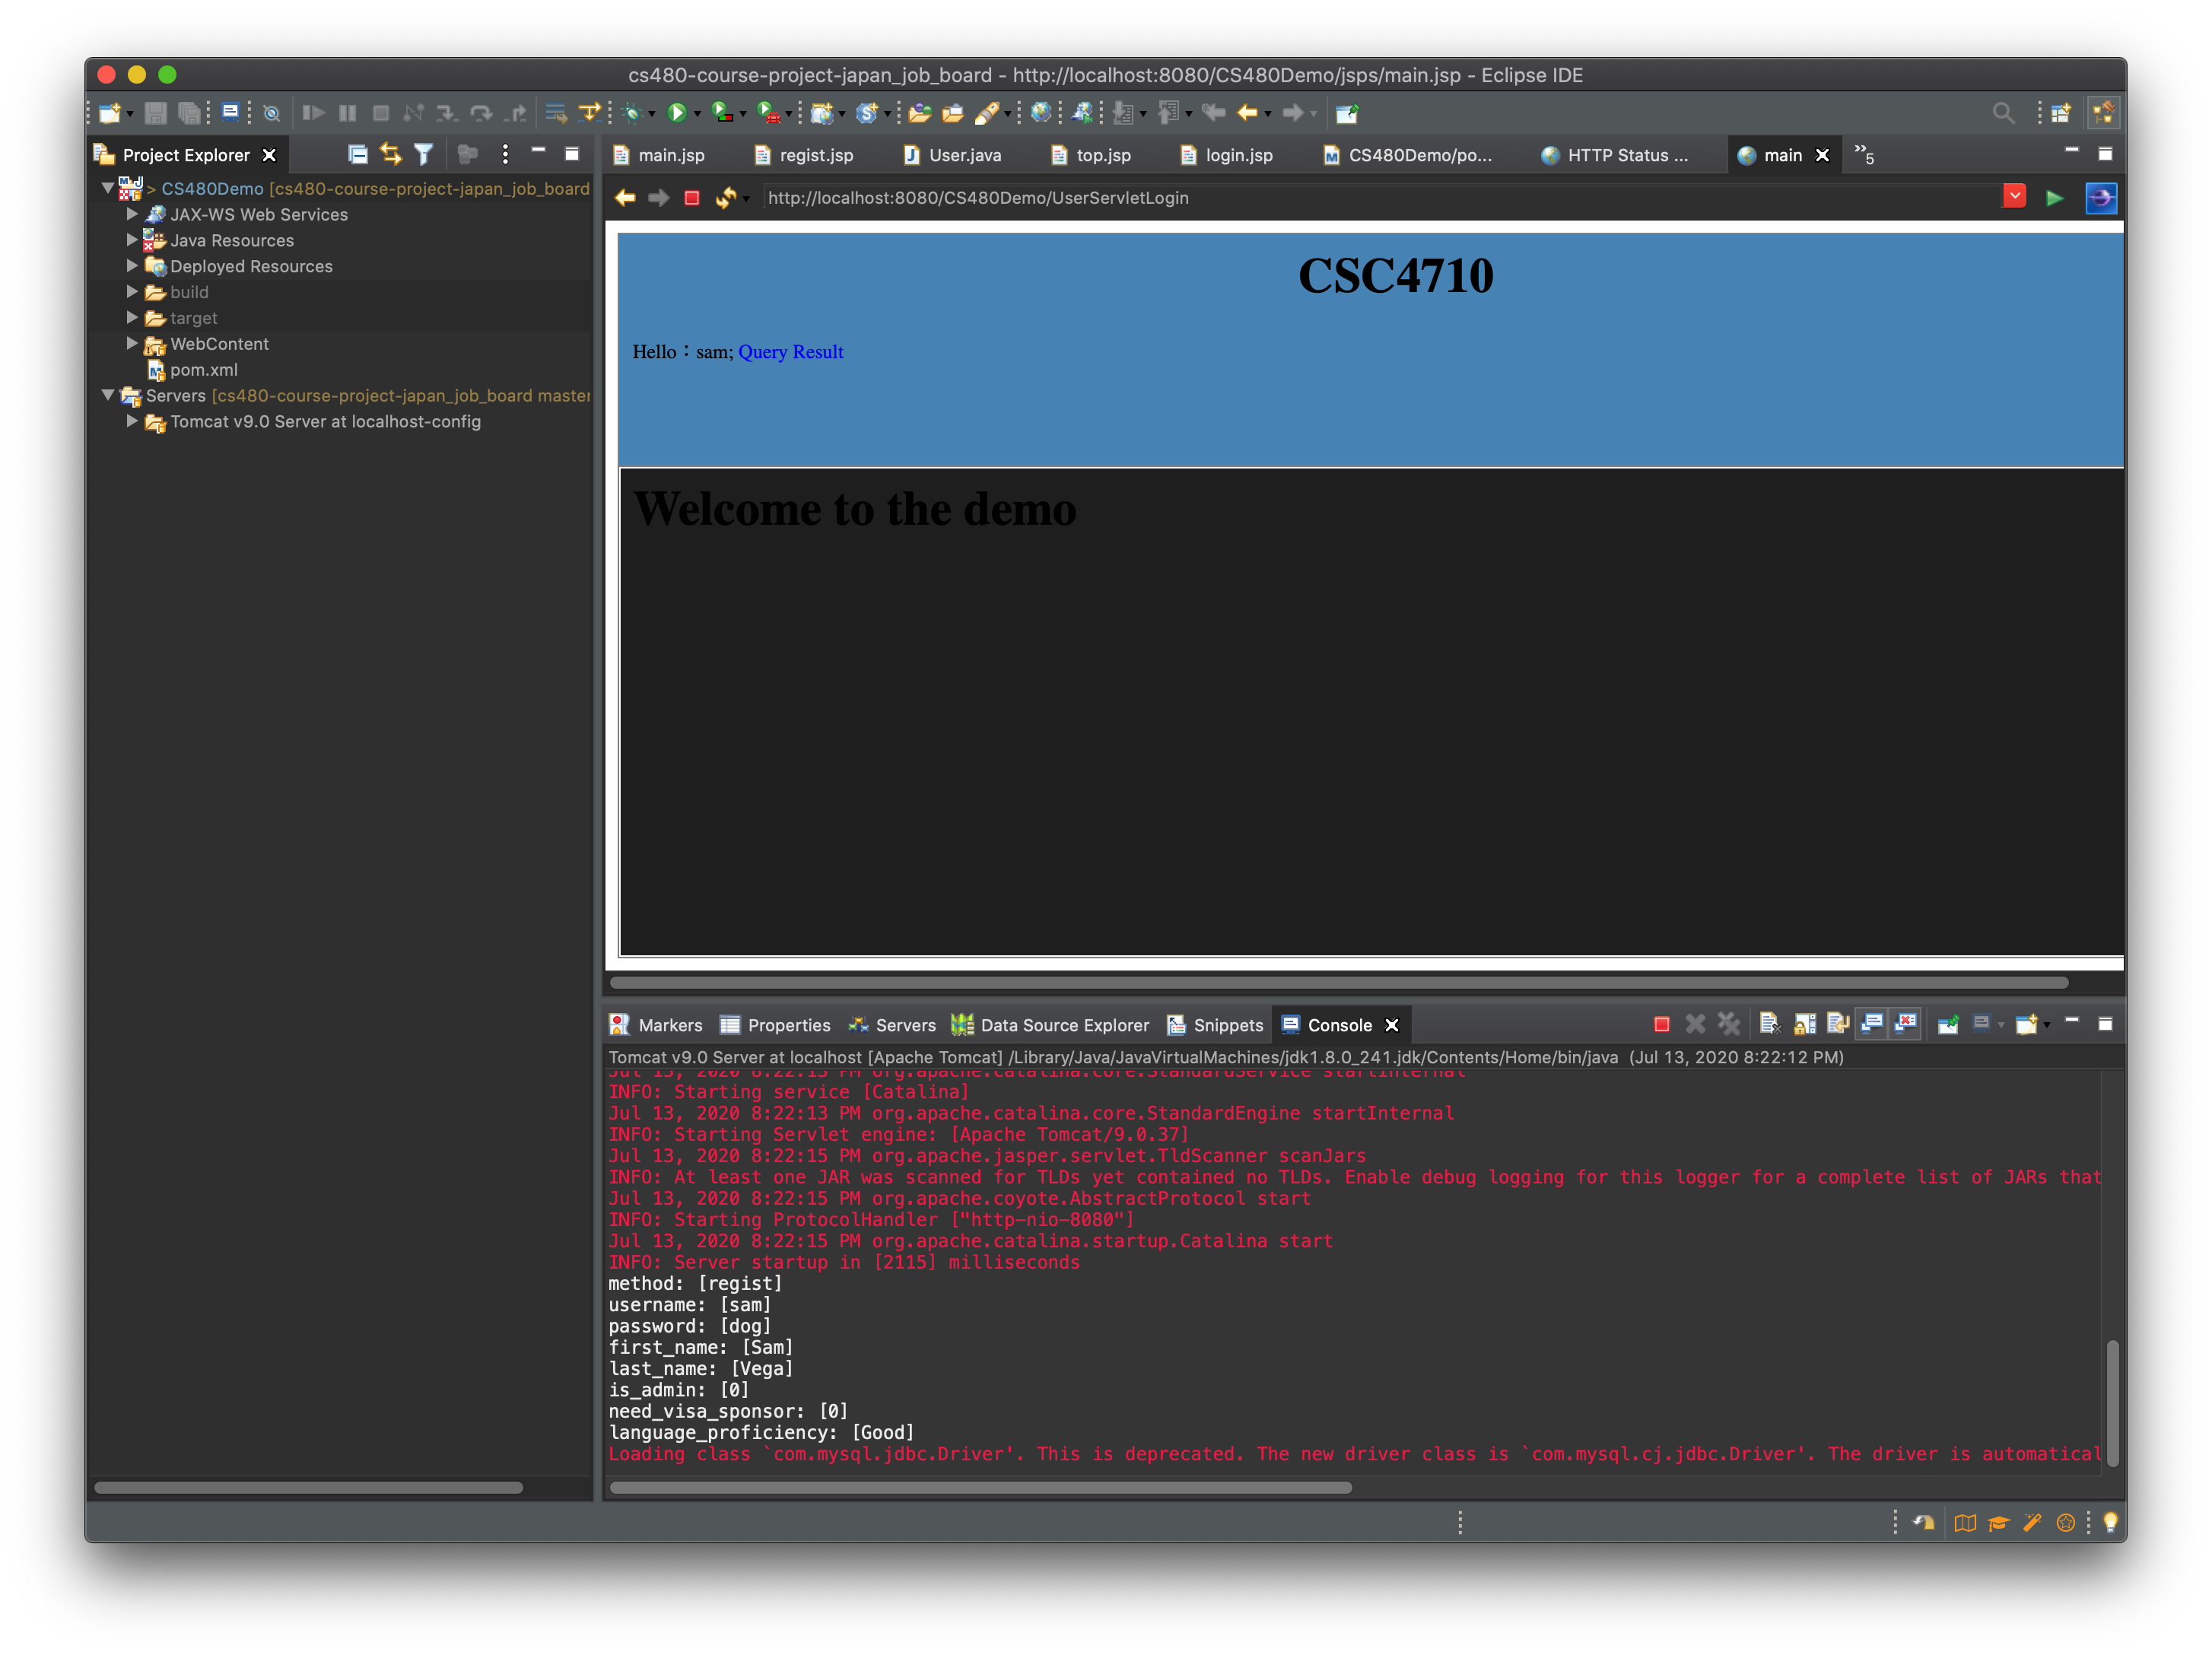 cs480-course-project-japan_job_board - http://localhost:8080/CS480Demo/jsps/main.jsp - Eclipse IDE
Project Explorer
> CS480Demo [cs480-course-project-japan_job_board
JAX-WS Web Services
Java Resources
Deployed Resources
build
target
WebContent
pom.xml
Servers [cs480-course-project-japan_job_board master
Tomcat v9.0 Server at localhost-config
main.jsp regist.jsp User.java top.jsp login.jsp CS480Demo/po... HTTP Status ... main »5
http://localhost:8080/CS480Demo/UserServletLogin
CSC4710
Hello：sam; Query Result
Welcome to the demo
Markers Properties Servers Data Source Explorer Snippets Console
Tomcat v9.0 Server at localhost [Apache Tomcat] /Library/Java/JavaVirtualMachines/jdk1.8.0_241.jdk/Contents/Home/bin/java (Jul 13, 2020 8:22:12 PM)
Jul 13, 2020 8:22:13 PM org.apache.catalina.core.StandardService startInternal
INFO: Starting service [Catalina]
Jul 13, 2020 8:22:13 PM org.apache.catalina.core.StandardEngine startInternal
INFO: Starting Servlet engine: [Apache Tomcat/9.0.37]
Jul 13, 2020 8:22:15 PM org.apache.jasper.servlet.TldScanner scanJars
INFO: At least one JAR was scanned for TLDs yet contained no TLDs. Enable debug logging for this logger for a complete list of JARs that
Jul 13, 2020 8:22:15 PM org.apache.coyote.AbstractProtocol start
INFO: Starting ProtocolHandler ["http-nio-8080"]
Jul 13, 2020 8:22:15 PM org.apache.catalina.startup.Catalina start
INFO: Server startup in [2115] milliseconds
method: [regist]
username: [sam]
password: [dog]
first_name: [Sam]
last_name: [Vega]
is_admin: [0]
need_visa_sponsor: [0]
language_proficiency: [Good]
Loading class `com.mysql.jdbc.Driver'. This is deprecated. The new driver class is `com.mysql.cj.jdbc.Driver'. The driver is automatical